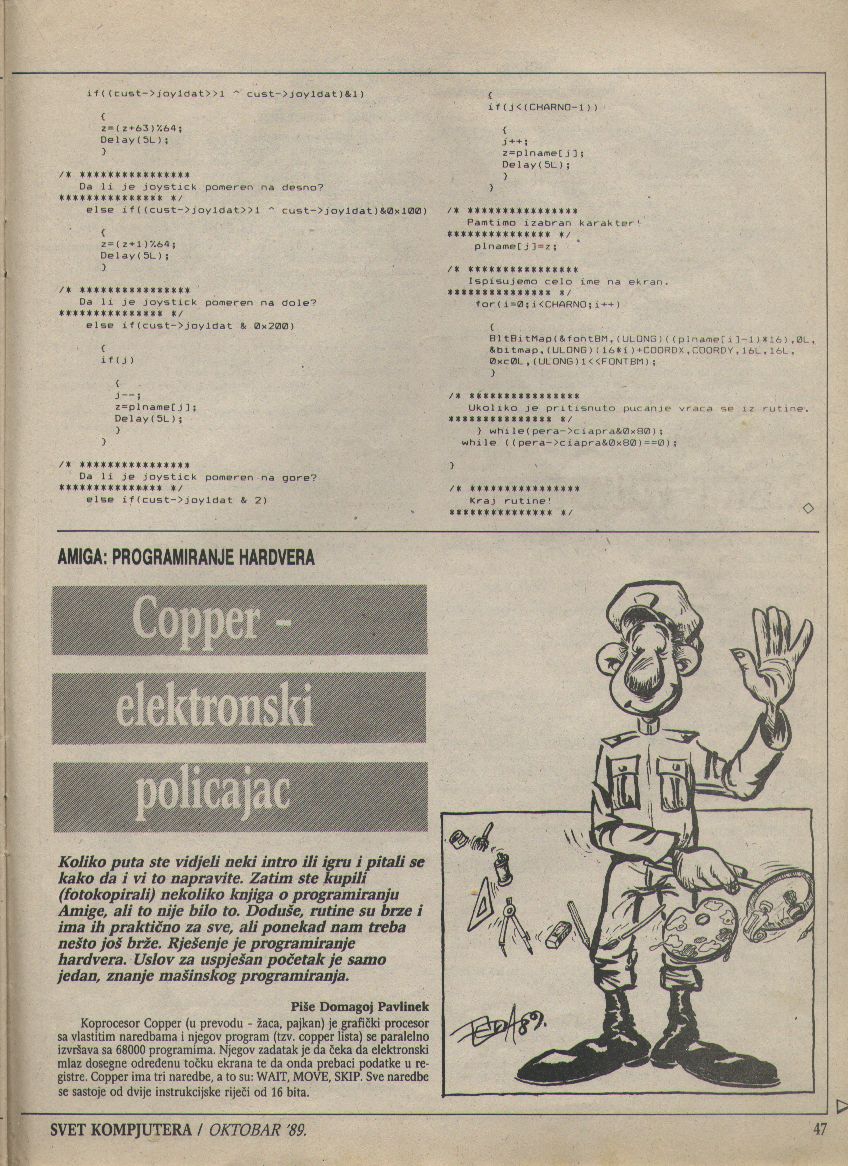 if((cust->joy1dat>>1 ^ cust->joy1dat)&1)
{
z=(z+63)%64;
Delay(5L);
}
/* ****************
Da li je joystick pomeren na desno?
*************** */
else if((cust->joy1dat>>1 ^ cust->joy1dat)&0x100)
{
z=(z+1)%64;
Delay(5L);
}
/* ****************
Da li je joystick pomeren na dole?
*************** */
else if(cust->joy1dat & 0x200)
{
if(j)
{
j--;
z=plname[j];
Delay(5L);
}
}
/* ****************
Da li je joystick pomeren na gore?
*************** */
else if(cust->joy1dat & 2)
{
if(j<(CHARNO-1))
{
j++;
z=plname[j];
Delay(5L);
}
}
/* ****************
Pamtimo izabran karakter!
*************** */
plname[j]=z;
/* ****************
Ispisujemo celo ime na ekran.
*************** */
for(i=0;i<CHARNO;i++)
{
BltBitMap(&fontBM,(ULONG)((plname[i]-1)*16),0L,
&bitmap,(ULONG)(16*i)+COORDX,COORDY,16L,16L,
0xc0L,(ULONG)1<<FONTBM);
}
/* ****************
Ukoliko je pritisnuto pucanje vraca se iz rutine.
*************** */
} while(pera->ciapra&0x80);
while ((pera->ciapra&0x80)==0);
}
/* ****************
Kraj rutine!
*************** */
AMIGA: PROGRAMIRANJE HARDVERA
Copper -
elektronski
policajac
Koliko puta ste vidjeli neki intro ili igru i pitali se
kako da i vi to napravite. Zatim ste kupili
(fotokopirali) nekoliko knjiga o programiranju
Amige, ali to nije bilo to. Doduše, rutine su brze i
ima ih praktično za sve, ali ponekad nam treba
nešto još brže. Rješenje je programiranje
hardvera. Uslov za uspješan početak je samo
jedan, znanje mašinskog programiranja.
Piše Domagoj Pavlinek
Koprocesor Copper (u prevodu - žaca, pajkan) je grafički procesor
sa vlastitim naredbama i njegov program (tzv. copper lista) se paralelno
izvršava sa 68000 programima. Njegov zadatak je da čeka da elektronski
mlaz dosegne određenu točku ekrana te da onda prebaci podatke u re-
gistre. Copper ima tri naredbe, a to su: WAIT, MOVE, SKIP. Sve naredbe
se sastoje od dvije instrukcijske riječi od 16 bita.
89.
SVET KOMPJUTERA / OKTOBAR '89.
47